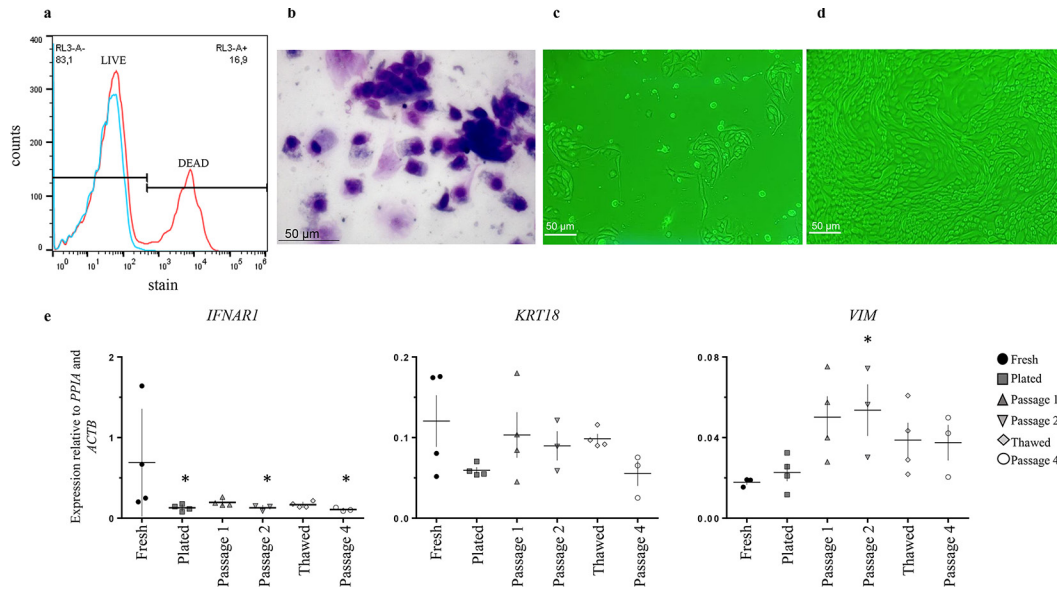 a
b
c
d
400
300
200
100
0
counts
RL3-A-
83,1
RL3-A+
16,9
LIVE
DEAD
10^0 10^1 10^2 10^3 10^4 10^5 10^6
stain
50 µm
50 µm
50 µm
e
IFNAR1
KRT18
VIM
Expression relative to PPIA and
ACTB
2
1
0
*
*
*
Fresh
Plated
Passage 1
Passage 2
Thawed
Passage 4
0.2
0.1
0.0
Fresh
Plated
Passage 1
Passage 2
Thawed
Passage 4
0.08
0.04
0.00
*
Fresh
Plated
Passage 1
Passage 2
Thawed
Passage 4
Fresh
Plated
Passage 1
Passage 2
Thawed
Passage 4